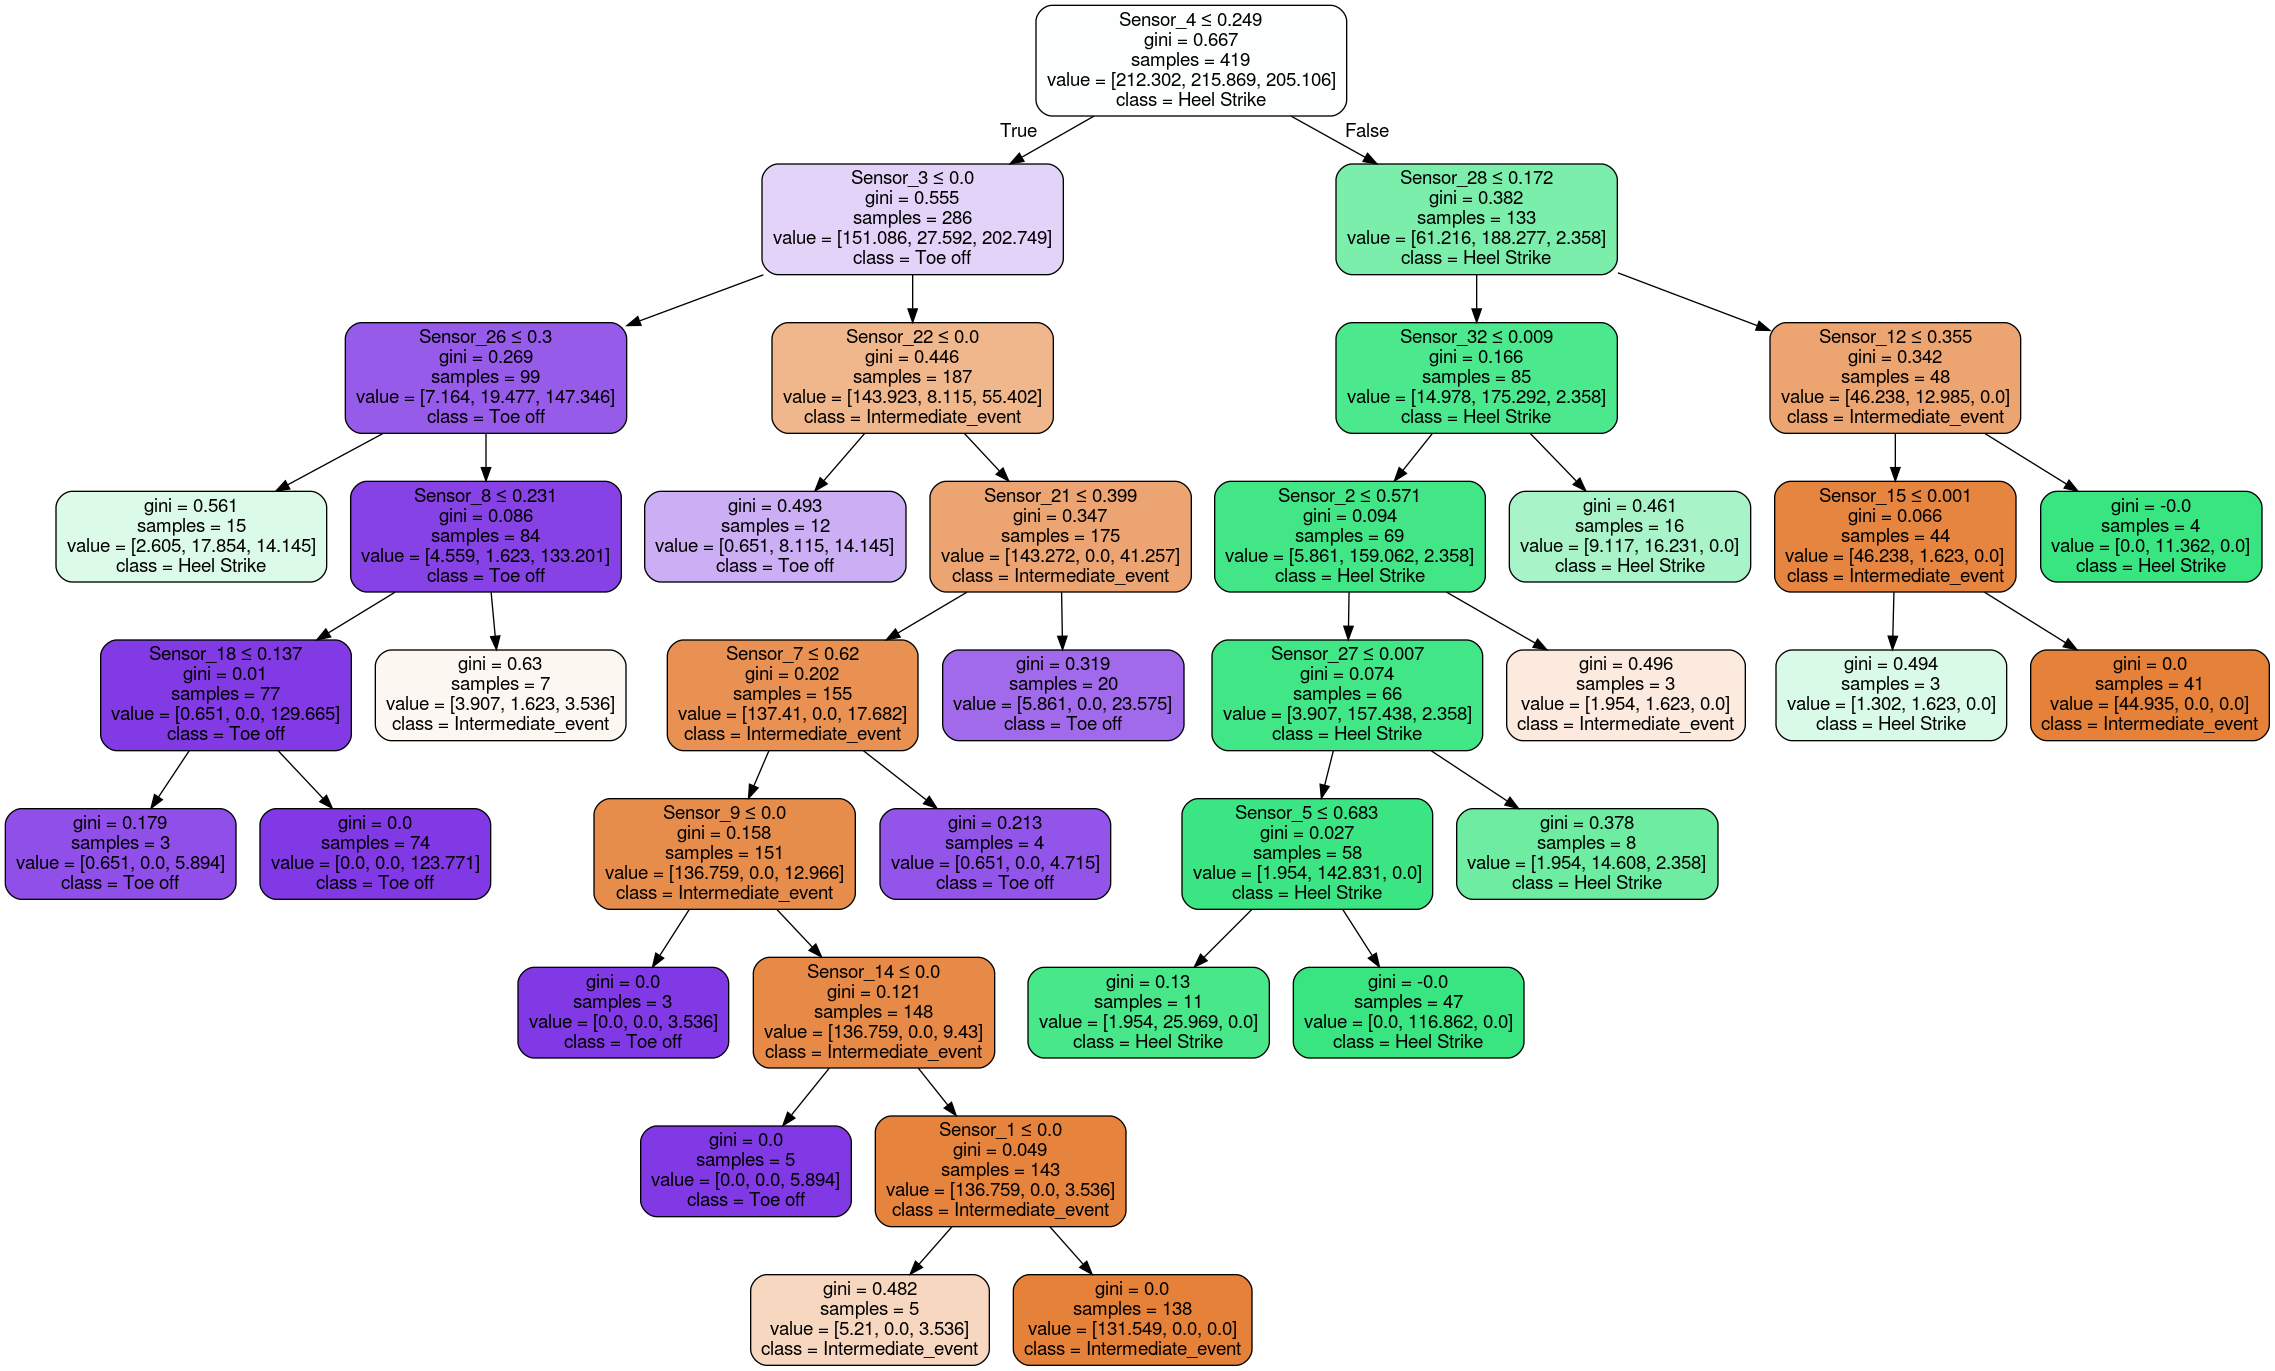 Sensor_4 ≤ 0.249
gini = 0.667
samples = 419
value = [212.302, 215.869, 205.106]
class = Heel Strike
True
False
Sensor_3 ≤ 0.0
gini = 0.555
samples = 286
value = [151.086, 27.592, 202.749]
class = Toe off
Sensor_28 ≤ 0.172
gini = 0.382
samples = 133
value = [61.216, 188.277, 2.358]
class = Heel Strike
Sensor_26 ≤ 0.3
gini = 0.269
samples = 99
value = [7.164, 19.477, 147.346]
class = Toe off
Sensor_22 ≤ 0.0
gini = 0.446
samples = 187
value = [143.923, 8.115, 55.402]
class = Intermediate_event
Sensor_32 ≤ 0.009
gini = 0.166
samples = 85
value = [14.978, 175.292, 2.358]
class = Heel Strike
Sensor_12 ≤ 0.355
gini = 0.342
samples = 48
value = [46.238, 12.985, 0.0]
class = Intermediate_event
gini = 0.561
samples = 15
value = [2.605, 17.854, 14.145]
class = Heel Strike
Sensor_8 ≤ 0.231
gini = 0.086
samples = 84
value = [4.559, 1.623, 133.201]
class = Toe off
gini = 0.493
samples = 12
value = [0.651, 8.115, 14.145]
class = Toe off
Sensor_21 ≤ 0.399
gini = 0.347
samples = 175
value = [143.272, 0.0, 41.257]
class = Intermediate_event
Sensor_2 ≤ 0.571
gini = 0.094
samples = 69
value = [5.861, 159.062, 2.358]
class = Heel Strike
gini = 0.461
samples = 16
value = [9.117, 16.231, 0.0]
class = Heel Strike
Sensor_15 ≤ 0.001
gini = 0.066
samples = 44
value = [46.238, 1.623, 0.0]
class = Intermediate_event
gini = -0.0
samples = 4
value = [0.0, 11.362, 0.0]
class = Heel Strike
Sensor_18 ≤ 0.137
gini = 0.01
samples = 77
value = [0.651, 0.0, 129.665]
class = Toe off
gini = 0.63
samples = 7
value = [3.907, 1.623, 3.536]
class = Intermediate_event
Sensor_7 ≤ 0.62
gini = 0.202
samples = 155
value = [137.41, 0.0, 17.682]
class = Intermediate_event
gini = 0.319
samples = 20
value = [5.861, 0.0, 23.575]
class = Toe off
Sensor_27 ≤ 0.007
gini = 0.074
samples = 66
value = [3.907, 157.438, 2.358]
class = Heel Strike
gini = 0.496
samples = 3
value = [1.954, 1.623, 0.0]
class = Intermediate_event
gini = 0.494
samples = 3
value = [1.302, 1.623, 0.0]
class = Heel Strike
gini = 0.0
samples = 41
value = [44.935, 0.0, 0.0]
class = Intermediate_event
gini = 0.179
samples = 3
value = [0.651, 0.0, 5.894]
class = Toe off
gini = 0.0
samples = 74
value = [0.0, 0.0, 123.771]
class = Toe off
Sensor_9 ≤ 0.0
gini = 0.158
samples = 151
value = [136.759, 0.0, 12.966]
class = Intermediate_event
gini = 0.213
samples = 4
value = [0.651, 0.0, 4.715]
class = Toe off
Sensor_5 ≤ 0.683
gini = 0.027
samples = 58
value = [1.954, 142.831, 0.0]
class = Heel Strike
gini = 0.378
samples = 8
value = [1.954, 14.608, 2.358]
class = Heel Strike
gini = 0.0
samples = 3
value = [0.0, 0.0, 3.536]
class = Toe off
Sensor_14 ≤ 0.0
gini = 0.121
samples = 148
value = [136.759, 0.0, 9.43]
class = Intermediate_event
gini = 0.13
samples = 11
value = [1.954, 25.969, 0.0]
class = Heel Strike
gini = -0.0
samples = 47
value = [0.0, 116.862, 0.0]
class = Heel Strike
gini = 0.0
samples = 5
value = [0.0, 0.0, 5.894]
class = Toe off
Sensor_1 ≤ 0.0
gini = 0.049
samples = 143
value = [136.759, 0.0, 3.536]
class = Intermediate_event
gini = 0.482
samples = 5
value = [5.21, 0.0, 3.536]
class = Intermediate_event
gini = 0.0
samples = 138
value = [131.549, 0.0, 0.0]
class = Intermediate_event